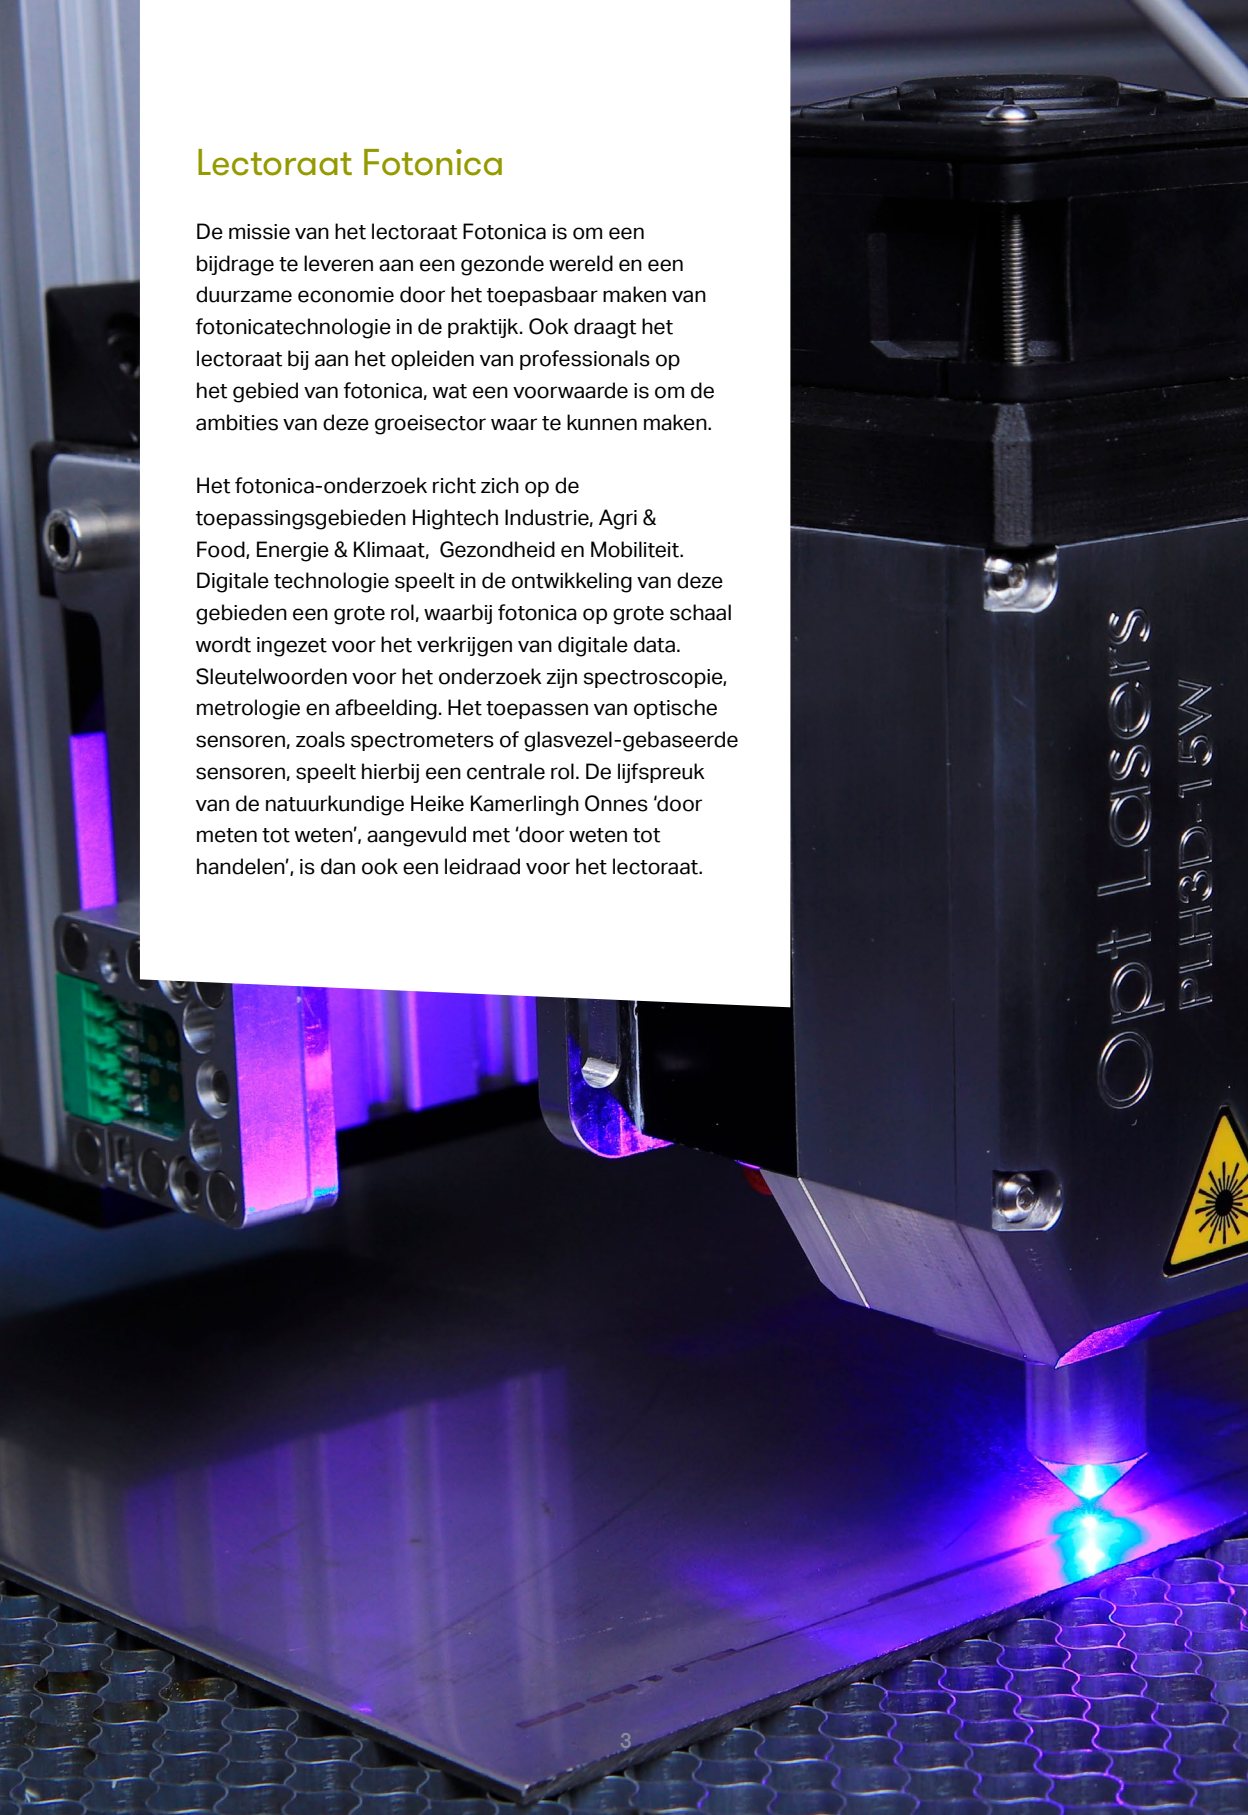 Lectoraat Fotonica
De missie van het lectoraat Fotonica is om een
bijdrage te leveren aan een gezonde wereld en een
duurzame economie door het toepasbaar maken van
fotonicatechnologie in de praktijk. Ook draagt het
lectoraat bij aan het opleiden van professionals op
het gebied van fotonica, wat een voorwaarde is om de
ambities van deze groeisector waar te kunnen maken.
Het fotonica-onderzoek richt zich op de
toepassingsgebieden Hightech Industrie, Agri &
Food, Energie & Klimaat,  Gezondheid en Mobiliteit.
Digitale technologie speelt in de ontwikkeling van deze
gebieden een grote rol, waarbij fotonica op grote schaal
wordt ingezet voor het verkrijgen van digitale data.
Sleutelwoorden voor het onderzoek zijn spectroscopie,
metrologie en afbeelding. Het toepassen van optische
sensoren, zoals spectrometers of glasvezel-gebaseerde
sensoren, speelt hierbij een centrale rol. De lijfspreuk
van de natuurkundige Heike Kamerlingh Onnes ‘door
meten tot weten’, aangevuld met ‘door weten tot
handelen’, is dan ook een leidraad voor het lectoraat.
Opt Lasers
PLH3D-15W
3